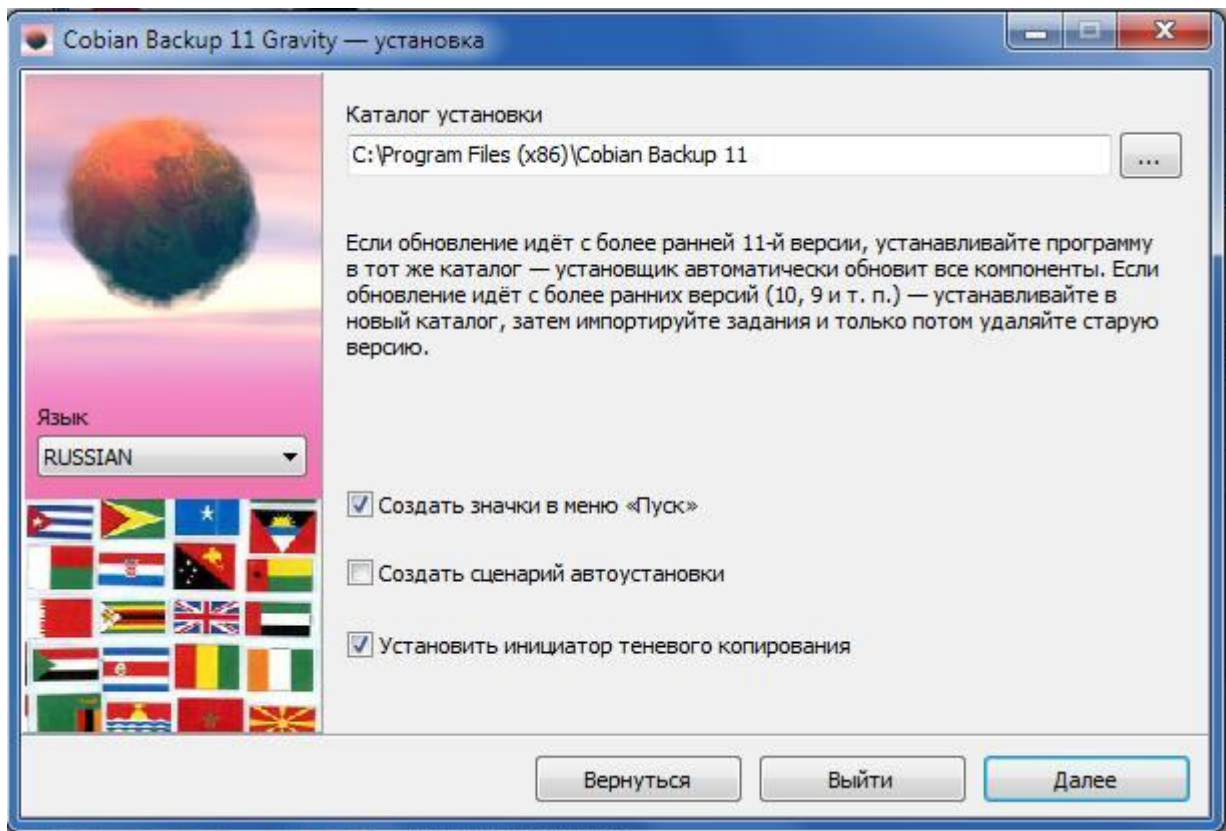 Cobian Backup 11 Gravity — установка
Каталог установки
C:\Program Files (x86)\Cobian Backup 11
...
Если обновление идёт с более ранней 11-й версии, устанавливайте программу
в тот же каталог — установщик автоматически обновит все компоненты. Если
обновление идёт с более ранних версий (10, 9 и т. п.) — устанавливайте в
новый каталог, затем импортируйте задания и только потом удаляйте старую
версию.
Язык
RUSSIAN
Создать значки в меню «Пуск»
Создать сценарий автоустановки
Установить инициатор теневого копирования
Вернуться
Выйти
Далее